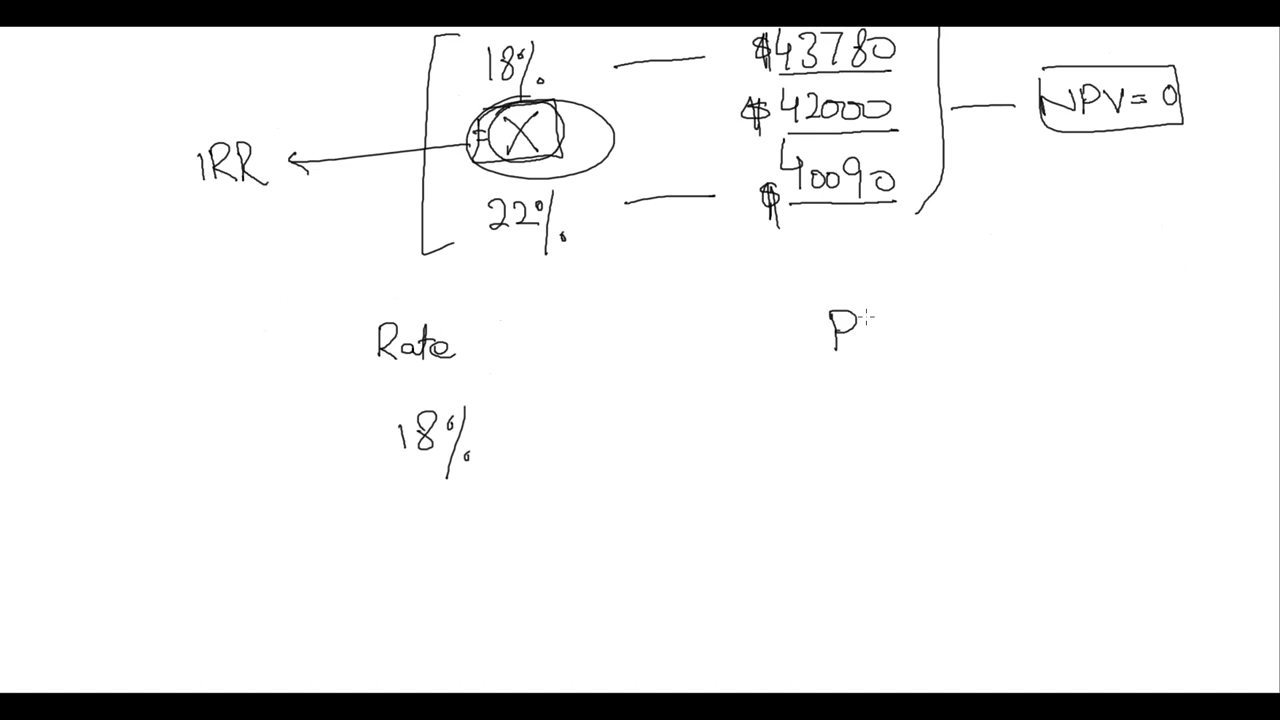 18% — $43780
IRR = X $42000 — NPV = 0
22% — $40090
Rate P
18%